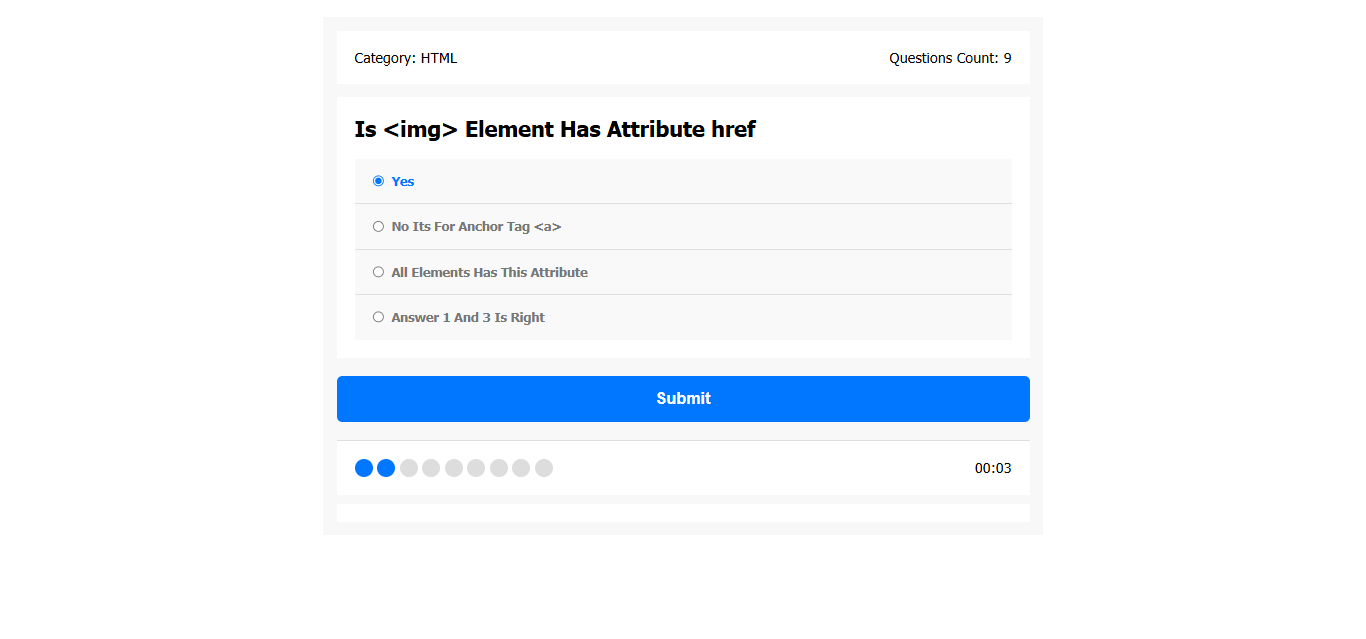 Category: HTML
Questions Count: 9
Is <img> Element Has Attribute href
Yes
No Its For Anchor Tag <a>
All Elements Has This Attribute
Answer 1 And 3 Is Right
Submit
00:03